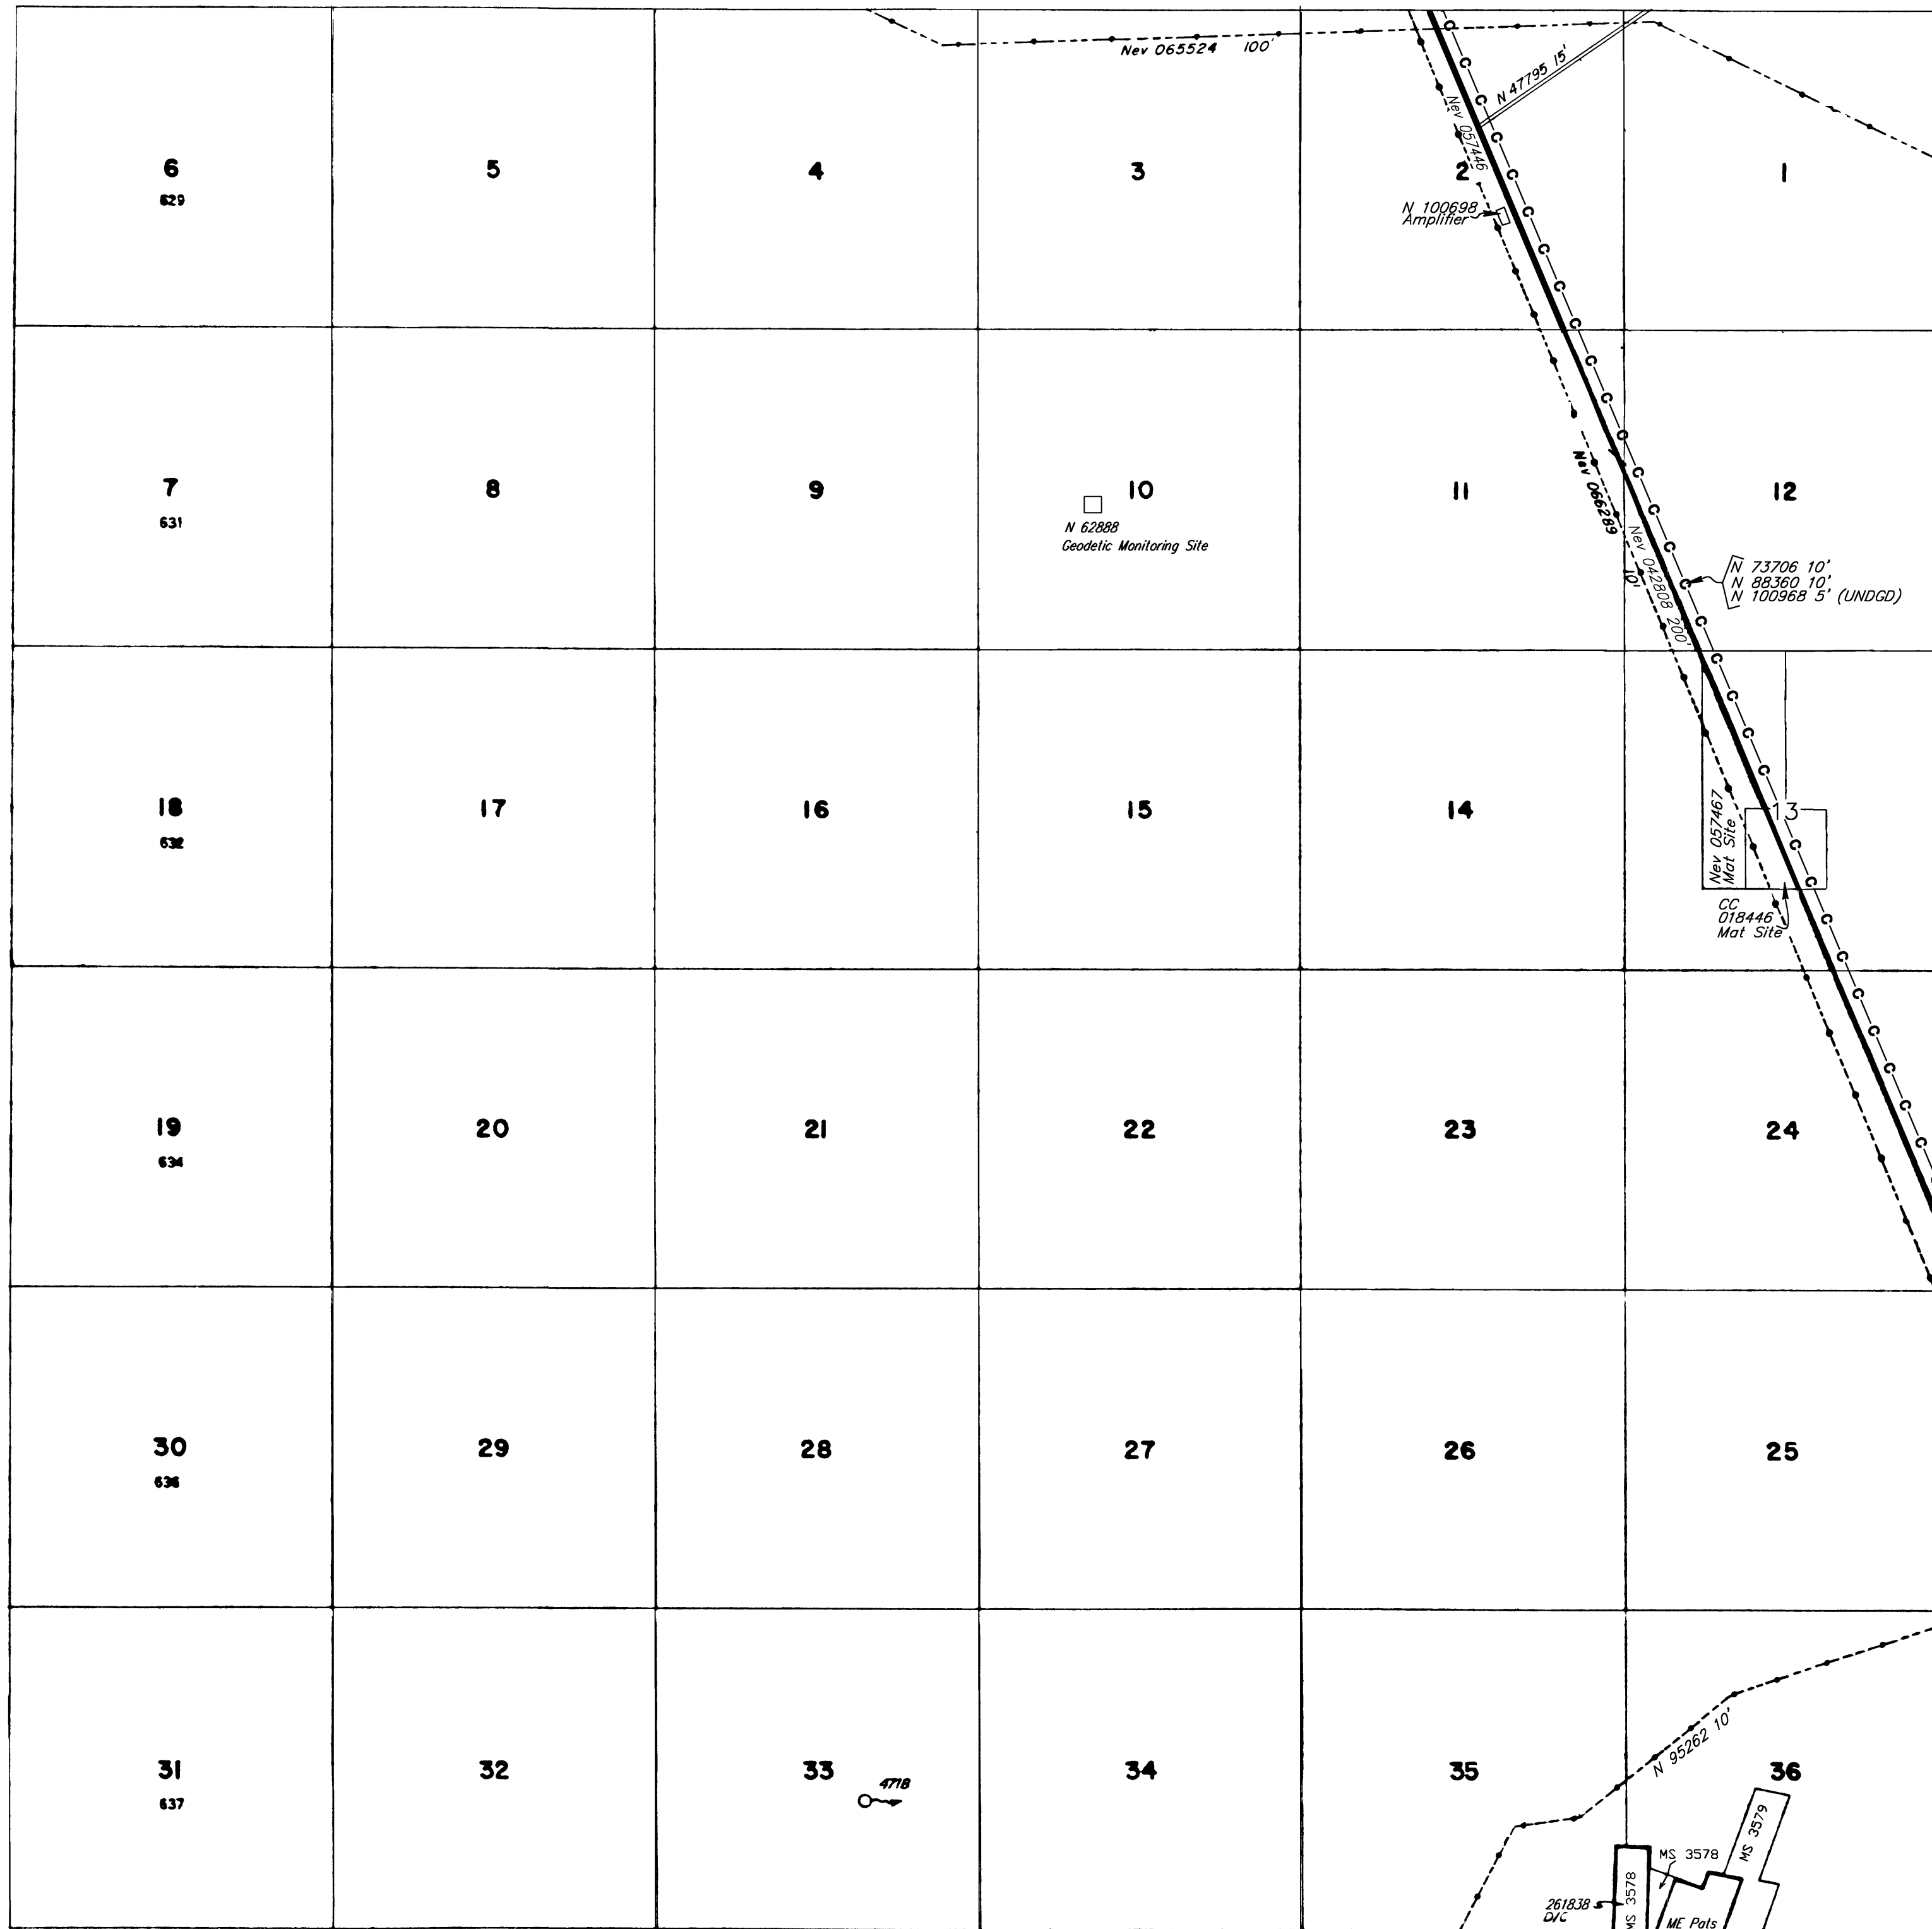 Nev 065524 100'
N 47795 15'
Nev 057446
6
629
5
4
3
2
1
N 100698
Amplifier
7
631
8
9
10
N 62888
Geodetic Monitoring Site
11
12
Nev 066289
10'
Nev 042808 200'
N 73706 10'
N 88360 10'
N 100968 5' (UNDGD)
18
632
17
16
15
14
13
Nev 057467
Mat Site
CC
018446
Mat Site
19
634
20
21
22
23
24
30
636
29
28
27
26
25
31
637
32
33
4718
34
35
36
N 95262 10'
MS 3579
MS 3578
MS 3578
261838
D/C
ME Pats
C C C C C C C C C C C C C C C C C C C C C C C C C C C C C C